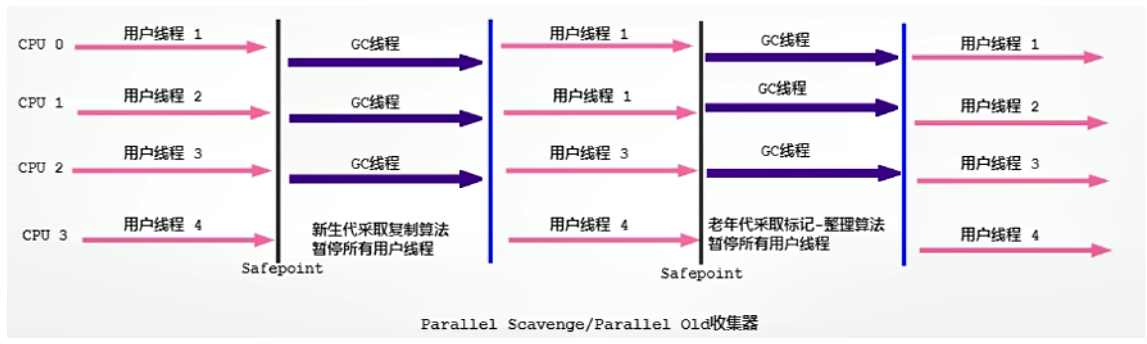 CPU 0 用户线程 1 GC线程 用户线程 1 GC线程 用户线程 1
CPU 1 用户线程 2 GC线程 用户线程 1 GC线程 用户线程 2
CPU 2 用户线程 3 GC线程 用户线程 3 GC线程 用户线程 3
CPU 3 用户线程 4 用户线程 4 用户线程 4
新生代采取复制算法
暂停所有用户线程
老年代采取标记-整理算法
暂停所有用户线程
Safepoint
Safepoint
Parallel Scavenge/Parallel Old收集器